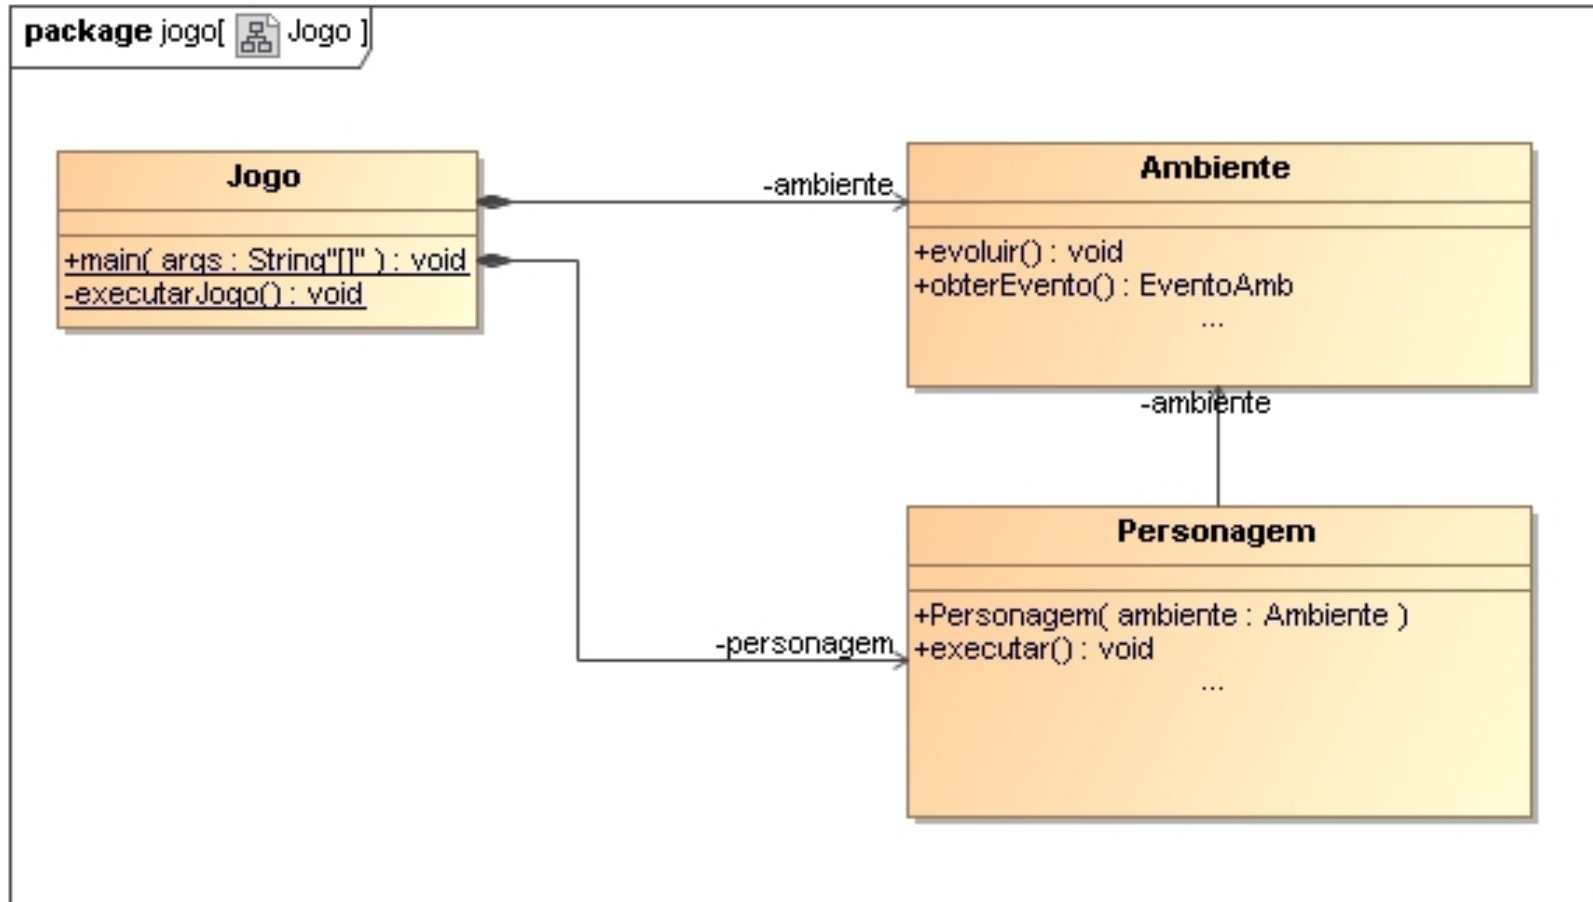 package jogo[ Jogo ]
Jogo
+main( args : String"[]" ) : void
-executarJogo() : void
-ambiente
Ambiente
+evoluir() : void
+obterEvento() : EventoAmb
...
-ambiente
-personagem
Personagem
+Personagem( ambiente : Ambiente )
+executar() : void
...